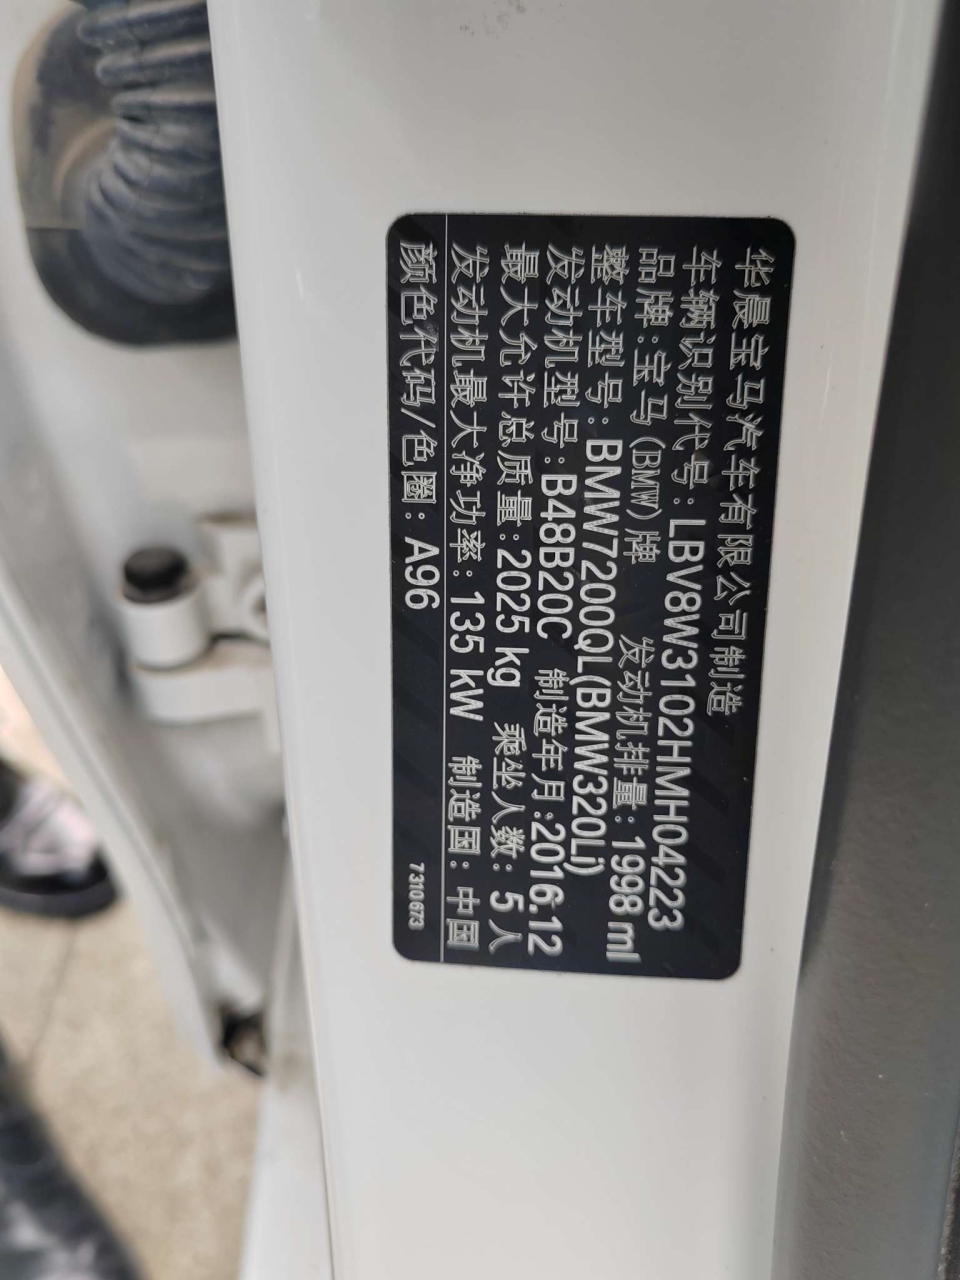 华晨宝马汽车有限公司制造
车辆识别代号: LBV8W3102HMH04223
品牌: 宝马(BMW)牌 发动机排量: 1998 ml
整车型号: BMW7200QL(BMW320Li)
发动机型号: B48B20C 制造年月: 2016.12
最大允许总质量: 2025 kg 乘坐人数: 5人
发动机最大净功率: 135 kW 制造国: 中国
颜色代码/色圈: A96 7310673